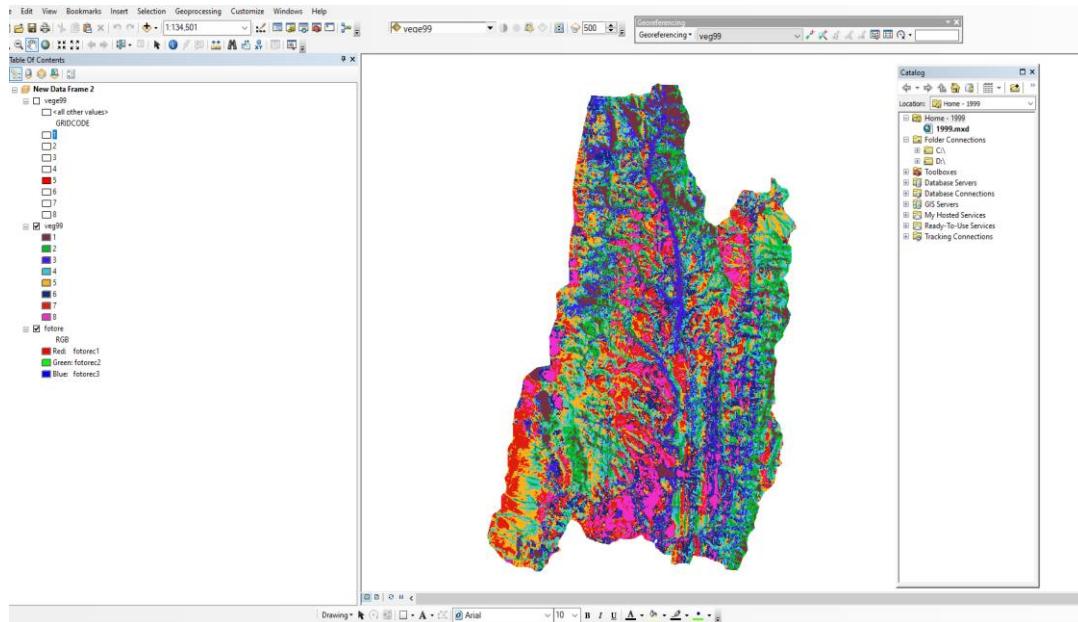 e Edit View Bookmarks Insert Selection Geoprocessing Customize Windows Help
1:134,501
vege99
500
Georeferencing
Georeferencing
veg99
Table Of Contents
New Data Frame 2
vege99
<all other values>
GRIDCODE
1
2
3
4
5
6
7
8
veg99
1
2
3
4
5
6
7
8
fotore
RGB
Red: fotorec1
Green: fotorec2
Blue: fotorec3
Catalog
Location: Home - 1999
Home - 1999
1999.mxd
Folder Connections
C:\
D:\
Toolboxes
Database Servers
Database Connections
GIS Servers
My Hosted Services
Ready-To-Use Services
Tracking Connections
Drawing
A
Arial
10
B I U A